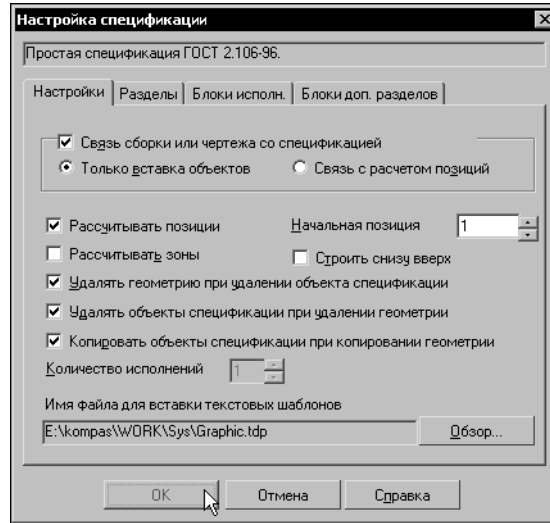 Настройка спецификации
Простая спецификация ГОСТ 2.106-96.
Настройки Разделы Блоки исполн. Блоки доп. разделов
Связь сборки или чертежа со спецификацией
Только вставка объектов Связь с расчетом позиций
Рассчитывать позиции Начальная позиция 1
Рассчитывать зоны Строить снизу вверх
Удалять геометрию при удалении объекта спецификации
Удалять объекты спецификации при удалении геометрии
Копировать объекты спецификации при копировании геометрии
Количество исполнений 1
Имя файла для вставки текстовых шаблонов
E:\kompas\WORK\Sys\Graphic.tdp Обзор...
OK Отмена Справка